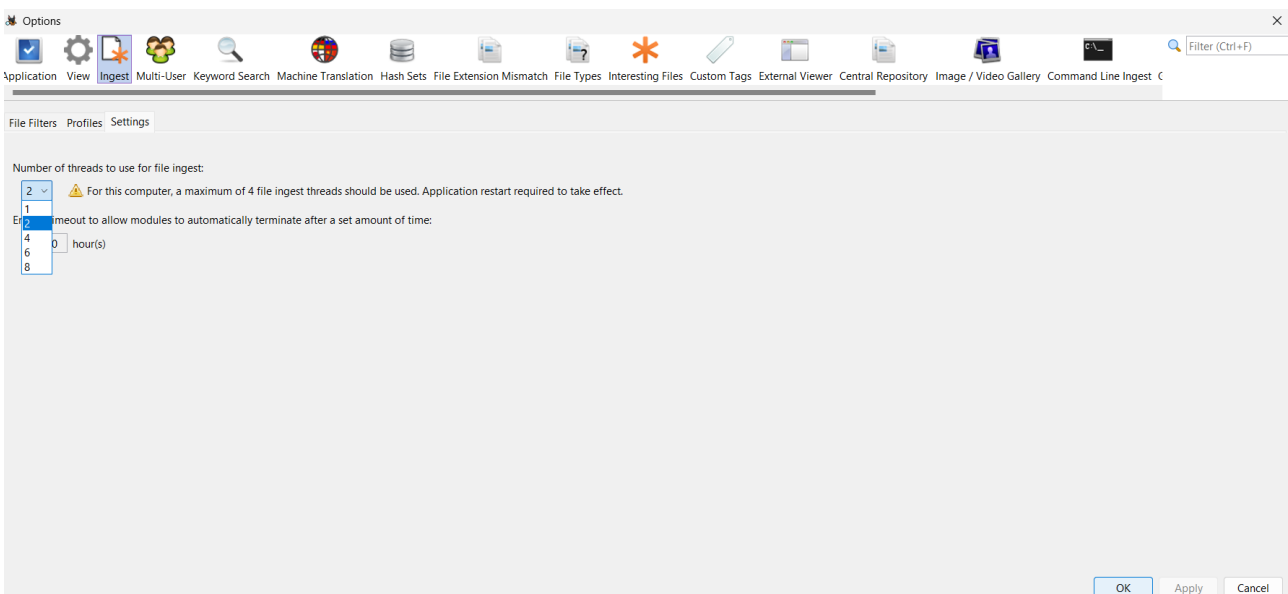 Options
Application View Ingest Multi-User Keyword Search Machine Translation Hash Sets File Extension Mismatch File Types Interesting Files Custom Tags External Viewer Central Repository Image / Video Gallery Command Line Ingest
Filter (Ctrl+F)
File Filters Profiles Settings
Number of threads to use for file ingest:
2 For this computer, a maximum of 4 file ingest threads should be used. Application restart required to take effect.
1
2
4
6
8
imeout to allow modules to automatically terminate after a set amount of time:
0 hour(s)
OK Apply Cancel